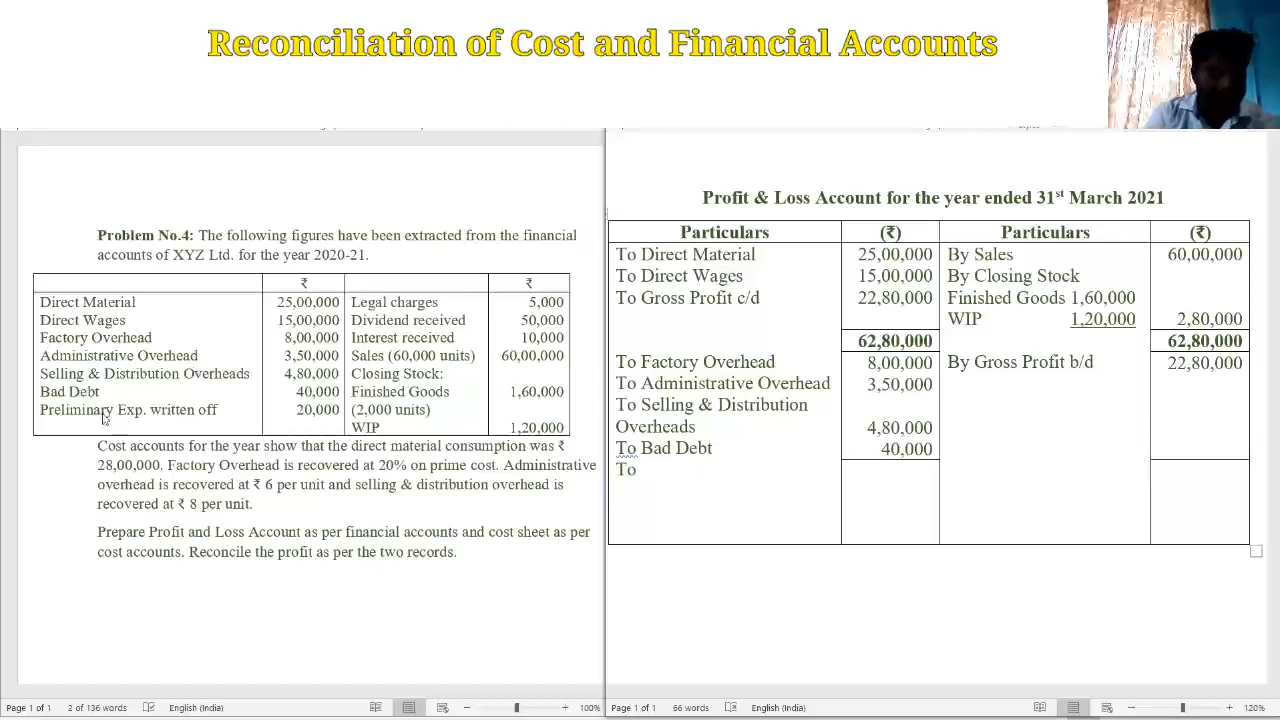 Reconciliation of Cost and Financial Accounts
Problem No.4: The following figures have been extracted from the financial
accounts of XYZ Ltd. for the year 2020-21.
₹ ₹
Direct Material 25,00,000 Legal charges 5,000
Direct Wages 15,00,000 Dividend received 50,000
Factory Overhead 8,00,000 Interest received 10,000
Administrative Overhead 3,50,000 Sales (60,000 units) 60,00,000
Selling & Distribution Overheads 4,80,000 Closing Stock:
Bad Debt 40,000 Finished Goods 1,60,000
Preliminary Exp. written off 20,000 (2,000 units)
WIP 1,20,000
Cost accounts for the year show that the direct material consumption was ₹
28,00,000. Factory Overhead is recovered at 20% on prime cost. Administrative
overhead is recovered at ₹ 6 per unit and selling & distribution overhead is
recovered at ₹ 8 per unit.
Prepare Profit and Loss Account as per financial accounts and cost sheet as per
cost accounts. Reconcile the profit as per the two records.
Page 1 of 1 2 of 136 words English (India) 100%
Profit & Loss Account for the year ended 31st March 2021
Particulars (₹) Particulars (₹)
To Direct Material 25,00,000 By Sales 60,00,000
To Direct Wages 15,00,000 By Closing Stock
To Gross Profit c/d 22,80,000 Finished Goods 1,60,000
WIP 1,20,000 2,80,000
62,80,000 62,80,000
To Factory Overhead 8,00,000 By Gross Profit b/d 22,80,000
To Administrative Overhead 3,50,000
To Selling & Distribution
Overheads 4,80,000
To Bad Debt 40,000
To
Page 1 of 1 66 words English (India) 120%